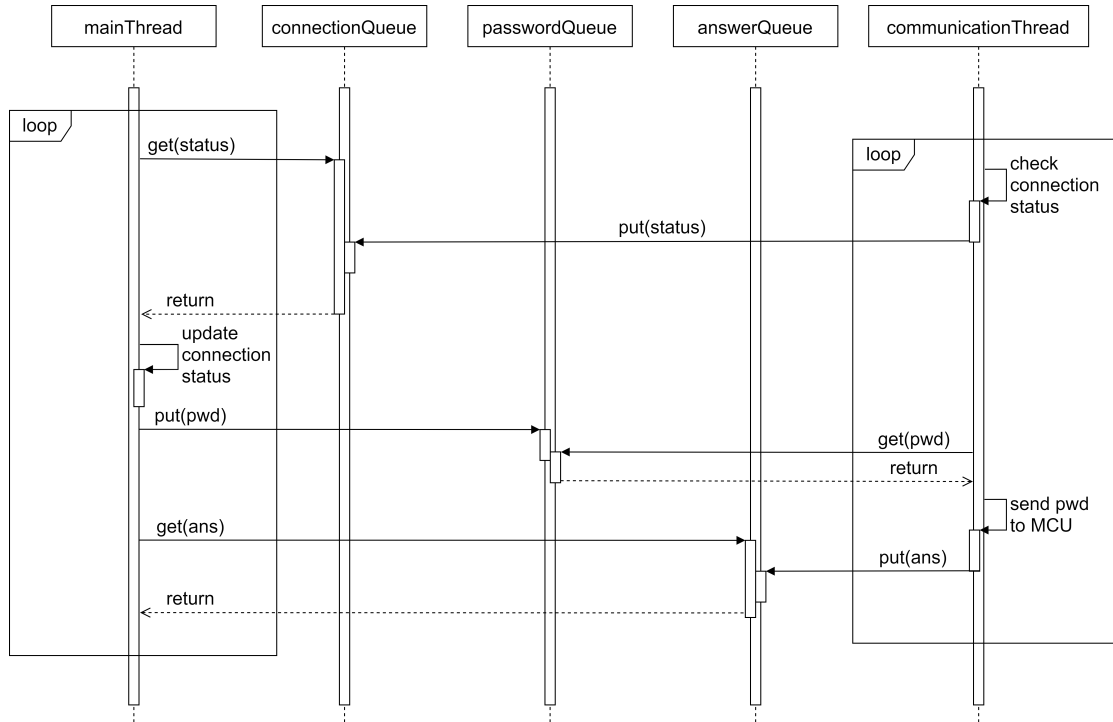 mainThread
connectionQueue
passwordQueue
answerQueue
communicationThread
loop
get(status)
loop
check
connection
status
put(status)
return
update
connection
status
put(pwd)
get(pwd)
return
send pwd
to MCU
get(ans)
put(ans)
return